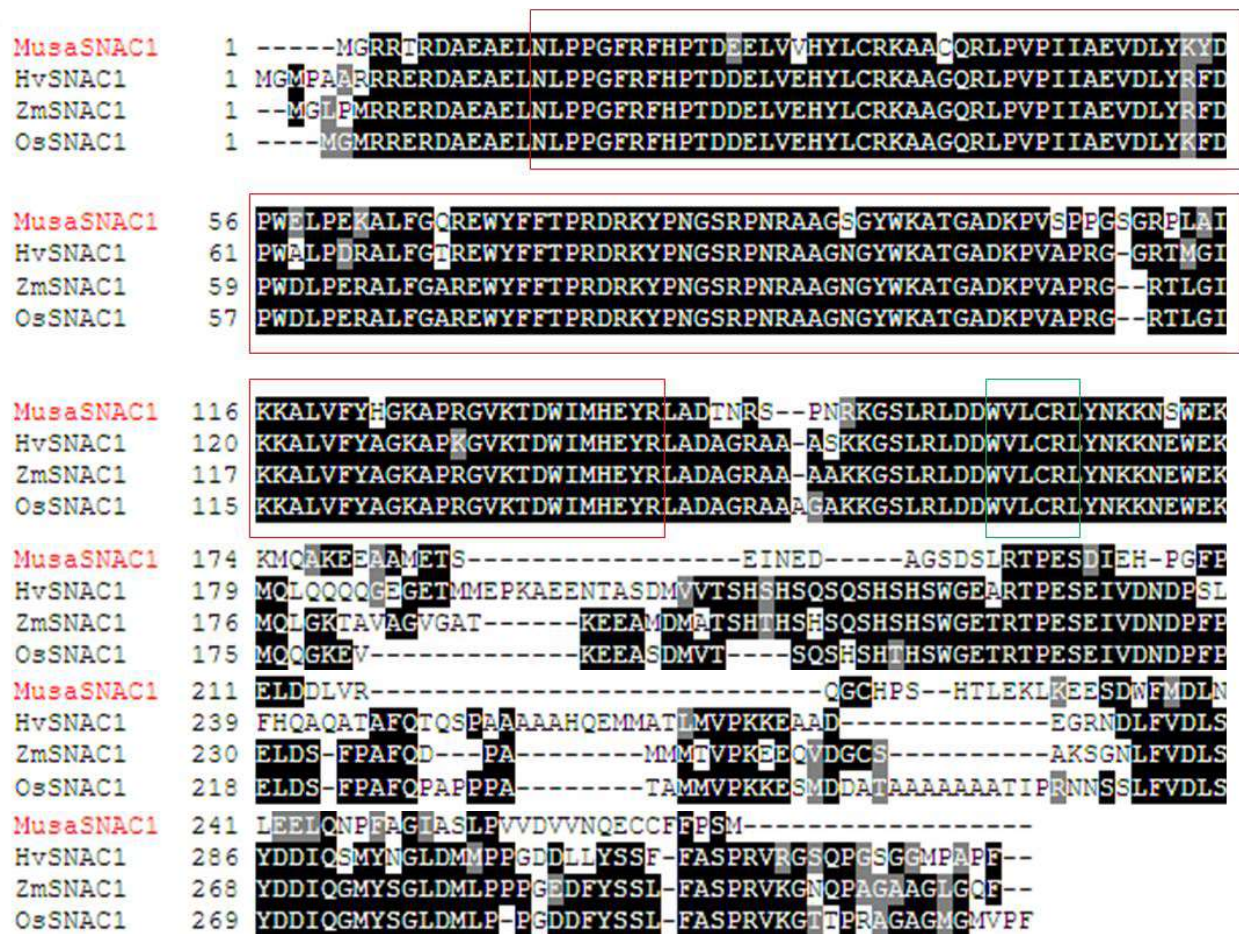 MusaSNAC1 1 -----MGRRTRDAEAELNLPPGFRFHPTDEELVVHYLCRKAACQRLPVPIIAEVDLYKYD
HvSNAC1 1 MGMPAARRRERDAEAELNLPPGFRFHPTDDELVEHYLCRKAAGQRLPVPIIAEVDLYRFD
ZmSNAC1 1 --MGLPMRRERDAEAELNLPPGFRFHPTDDELVEHYLCRKAAGQRLPVPIIAEVDLYRFD
OsSNAC1 1 ----MGMRRERDAEAELNLPPGFRFHPTDDELVEHYLCRKAAGQRLPVPIIAEVDLYKFD
MusaSNAC1 56 PWELPEKALFGQREWYFFTPRDRKYPNGSRPNRAAGSGYWKATGADKPVSPPGSGRPLAI
HvSNAC1 61 PWALPDRALFGTREWYFFTPRDRKYPNGSRPNRAAGNGYWKATGADKPVAPRG-GRTMGI
ZmSNAC1 59 PWDLPERALFGAREWYFFTPRDRKYPNGSRPNRAAGNGYWKATGADKPVAPRG--RTLGI
OsSNAC1 57 PWDLPERALFGAREWYFFTPRDRKYPNGSRPNRAAGNGYWKATGADKPVAPRG--RTLGI
MusaSNAC1 116 KKALVFYHGKAPRGVKTDWIMHEYRLADTNRS--PNRKGSLRLDDWVLCRLYNKKNSWEK
HvSNAC1 120 KKALVFYAGKAPKGVKTDWIMHEYRLADAGRAA-ASKKGSLRLDDWVLCRLYNKKNEWEK
ZmSNAC1 117 KKALVFYAGKAPRGVKTDWIMHEYRLADAGRAA-AAKKGSLRLDDWVLCRLYNKKNEWEK
OsSNAC1 115 KKALVFYAGKAPRGVKTDWIMHEYRLADAGRAAAGAKKGSLRLDDWVLCRLYNKKNEWEK
MusaSNAC1 174 KMQAKEEAAMETS-----------------EINED-----AGSDSLRTPESDIEH-PGFP
HvSNAC1 179 MQLQQQQGEGETMMEPKAEENTASDMVVTSHSHSQSQSHSHSWGEARTPESEIVDNDPSL
ZmSNAC1 176 MQLGKTAVAGVGAT------KEEAMDMATSHTHSHSQSHSHSWGETRTPESEIVDNDPFP
OsSNAC1 175 MQQGKEV-------------KEEASDMVT----SQSHSHTHSWGETRTPESEIVDNDPFP
MusaSNAC1 211 ELDDLVR----------------------------QGCHPS--HTLEKLKEESDWFMDLN
HvSNAC1 239 FHQAQATAFQTQSPAAAAAHQEMMATLMVPKKEAAD-------------EGRNDLFVDLS
ZmSNAC1 230 ELDS-FPAFQD---PA--------MMMTVPKEEQVDGCS----------AKSGNLFVDLS
OsSNAC1 218 ELDS-FPAFQPAPPPA--------TAMMVPKKESMDDATAAAAAAATIPRNNSSLFVDLS
MusaSNAC1 241 LEELQNPFAGIASLPVVDVVNQECCFFPSM------------------
HvSNAC1 286 YDDIQSMYNGLDMMPPGDDLLYSSF-FASPRVRGSQPGSGGMPAPF--
ZmSNAC1 268 YDDIQGMYSGLDMLPPPGEDFYSSL-FASPRVKGNQPAGAAGLGQF--
OsSNAC1 269 YDDIQGMYSGLDMLP-PGDDFYSSL-FASPRVKGTTPRAGAGMGMVPF